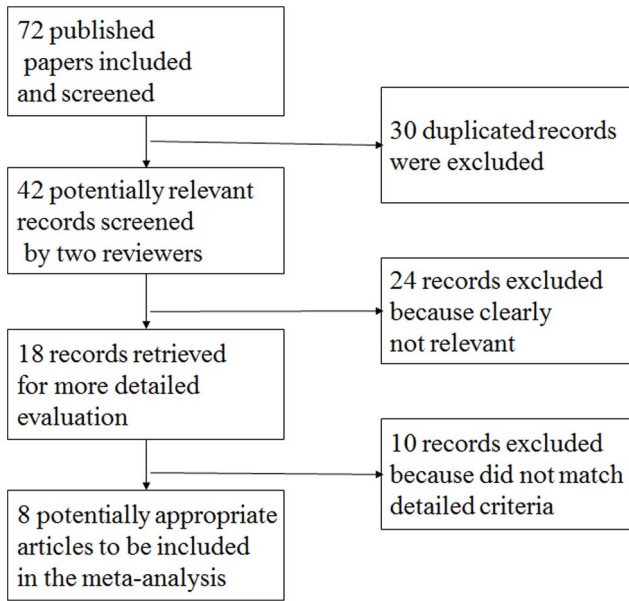 72 published
papers included
and screened
30 duplicated records
were excluded
42 potentially relevant
records screened
by two reviewers
24 records excluded
because clearly
not relevant
18 records retrieved
for more detailed
evaluation
10 records excluded
because did not match
detailed criteria
8 potentially appropriate
articles to be included
in the meta-analysis